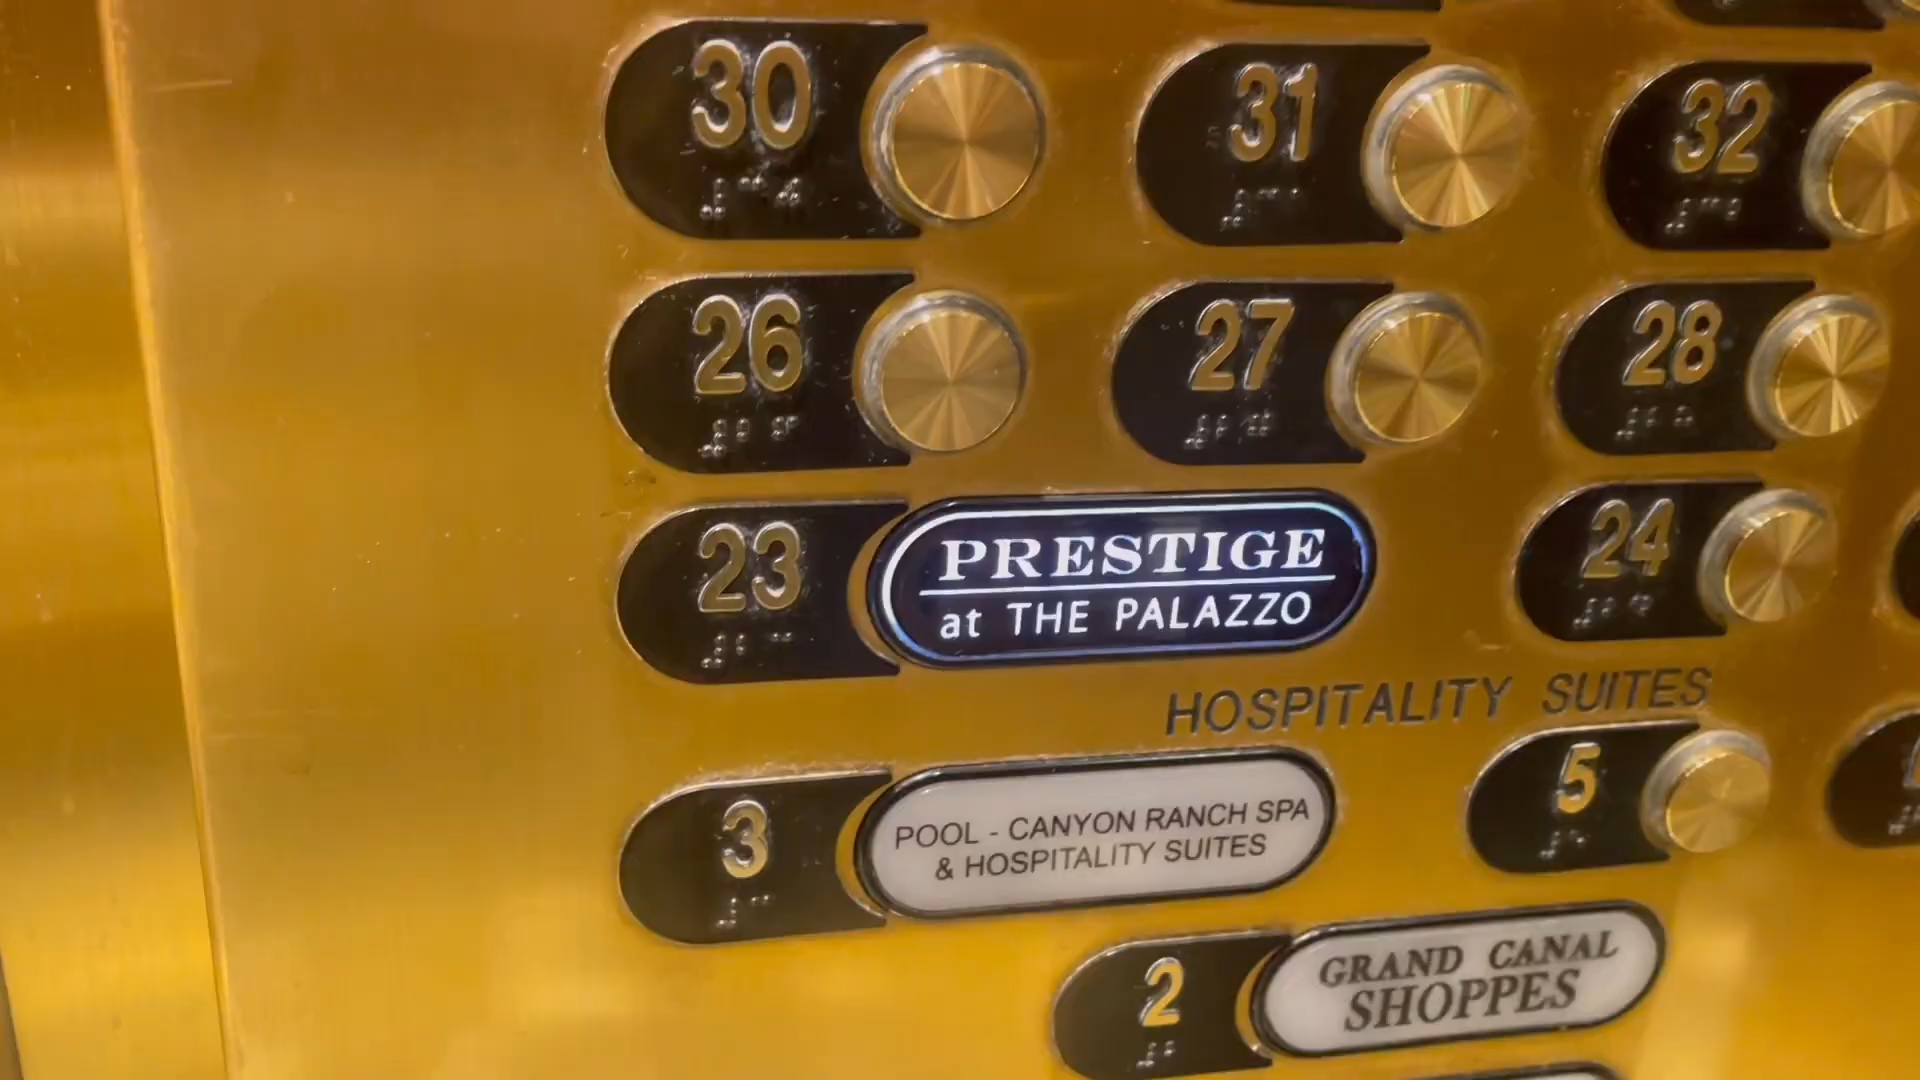 30 31 32
26 27 28
23 PRESTIGE 24
at THE PALAZZO
HOSPITALITY SUITES
3 POOL - CANYON RANCH SPA 5
& HOSPITALITY SUITES
2 GRAND CANAL
SHOPPES